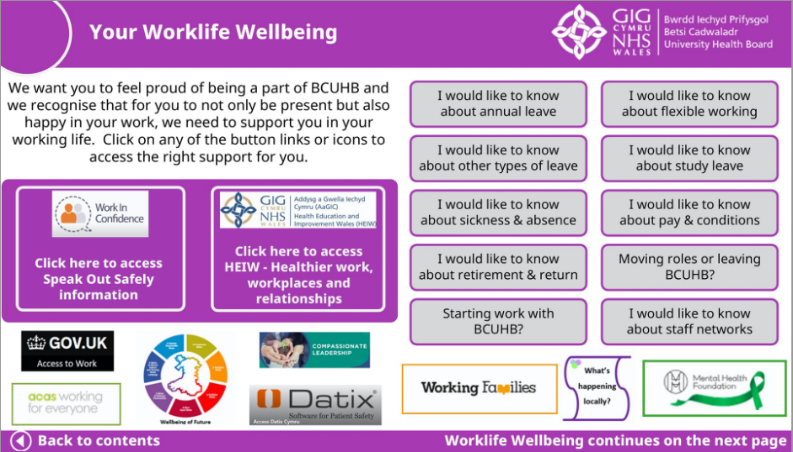 Your Worklife Wellbeing
GIG
CYMRU
NHS
WALES
Bwrdd Iechyd Prifysgol
Betsi Cadwaladr
University Health Board
We want you to feel proud of being a part of BCUHB and
we recognise that for you to not only be present but also
happy in your work, we need to support you in your
working life. Click on any of the button links or icons to
access the right support for you.
Work In
Confidence
Click here to access
Speak Out Safely
information
GIG
CYMRU
NHS
WALES
Addysg a Gwella Iechyd
Cymru (AaGIC)
Health Education and
Improvement Wales (HEIW)
Click here to access
HEIW - Healthier work,
workplaces and
relationships
I would like to know
about annual leave
I would like to know
about flexible working
I would like to know
about other types of leave
I would like to know
about study leave
I would like to know
about sickness & absence
I would like to know
about pay & conditions
I would like to know
about retirement & return
Moving roles or leaving
BCUHB?
Starting work with
BCUHB?
I would like to know
about staff networks
GOV.UK
Access to Work
acas working
for everyone
Wellbeing of Future
COMPASSIONATE
LEADERSHIP
Datix
Software for Patient Safety
Access Datix Cymru
Working Families
What's
happening
locally?
Mental Health
Foundation
Back to contents
Worklife Wellbeing continues on the next page